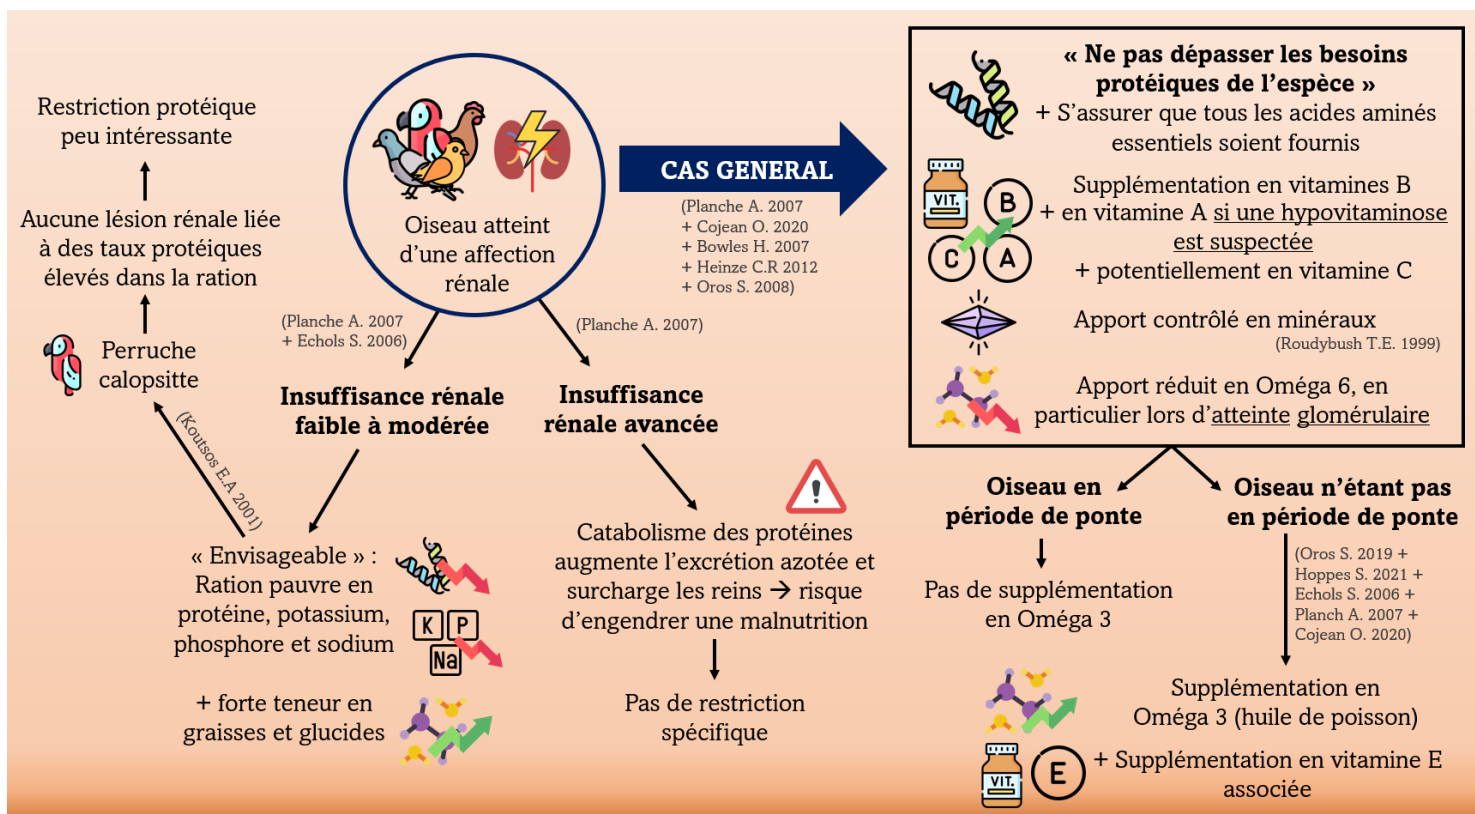 Restriction protéique
peu intéressante
Aucune lésion rénale liée
à des taux protéiques
élevés dans la ration
Perruche
calopsitte
(Koutsos E.A 2001)
Oiseau atteint
d'une affection
rénale
CAS GENERAL
(Planche A. 2007
+ Cojean O. 2020
+ Bowles H. 2007
+ Heinze C.R 2012
+ Oros S. 2008)
(Planche A. 2007
+ Echols S. 2006)
(Planche A. 2007)
Insuffisance rénale
faible à modérée
Insuffisance
rénale avancée
« Envisageable » :
Ration pauvre en
protéine, potassium,
phosphore et sodium
K P
Na
+ forte teneur en
graisses et glucides
Catabolisme des protéines
augmente l'excrétion azotée et
surcharge les reins → risque
d'engendrer une malnutrition
Pas de restriction
spécifique
« Ne pas dépasser les besoins
protéiques de l'espèce »
+ S'assurer que tous les acides aminés
essentiels soient fournis
VIT.
B
C A
Supplémentation en vitamines B
+ en vitamine A si une hypovitaminose
est suspectée
+ potentiellement en vitamine C
Apport contrôlé en minéraux
(Roudybush T.E. 1999)
Apport réduit en Oméga 6, en
particulier lors d'atteinte glomérulaire
Oiseau en
période de ponte
Pas de supplémentation
en Oméga 3
Oiseau n'étant pas
en période de ponte
(Oros S. 2019 +
Hoppes S. 2021 +
Echols S. 2006 +
Planch A. 2007 +
Cojean O. 2020)
Supplémentation en
Oméga 3 (huile de poisson)
VIT.
E
+ Supplémentation en vitamine E
associée